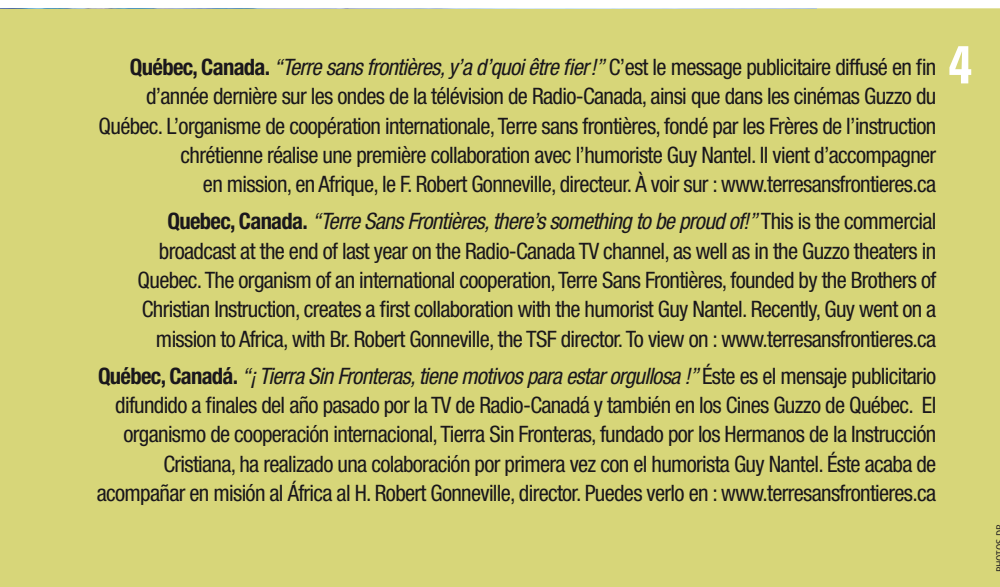 4
Québec, Canada. “Terre sans frontières, y’a d’quoi être fier !” C’est le message publicitaire diffusé en fin
d’année dernière sur les ondes de la télévision de Radio-Canada, ainsi que dans les cinémas Guzzo du
Québec. L’organisme de coopération internationale, Terre sans frontières, fondé par les Frères de l’instruction
chrétienne réalise une première collaboration avec l’humoriste Guy Nantel. Il vient d’accompagner
en mission, en Afrique, le F. Robert Gonneville, directeur. À voir sur : www.terresansfrontieres.ca
Quebec, Canada. “Terre Sans Frontières, there’s something to be proud of!” This is the commercial
broadcast at the end of last year on the Radio-Canada TV channel, as well as in the Guzzo theaters in
Quebec. The organism of an international cooperation, Terre Sans Frontières, founded by the Brothers of
Christian Instruction, creates a first collaboration with the humorist Guy Nantel. Recently, Guy went on a
mission to Africa, with Br. Robert Gonneville, the TSF director. To view on : www.terresansfrontieres.ca
Québec, Canadá. “¡ Tierra Sin Fronteras, tiene motivos para estar orgullosa !” Éste es el mensaje publicitario
difundido a finales del año pasado por la TV de Radio-Canadá y también en los Cines Guzzo de Québec. El
organismo de cooperación internacional, Tierra Sin Fronteras, fundado por los Hermanos de la Instrucción
Cristiana, ha realizado una colaboración por primera vez con el humorista Guy Nantel. Éste acaba de
acompañar en misión al África al H. Robert Gonneville, director. Puedes verlo en : www.terresansfrontieres.ca